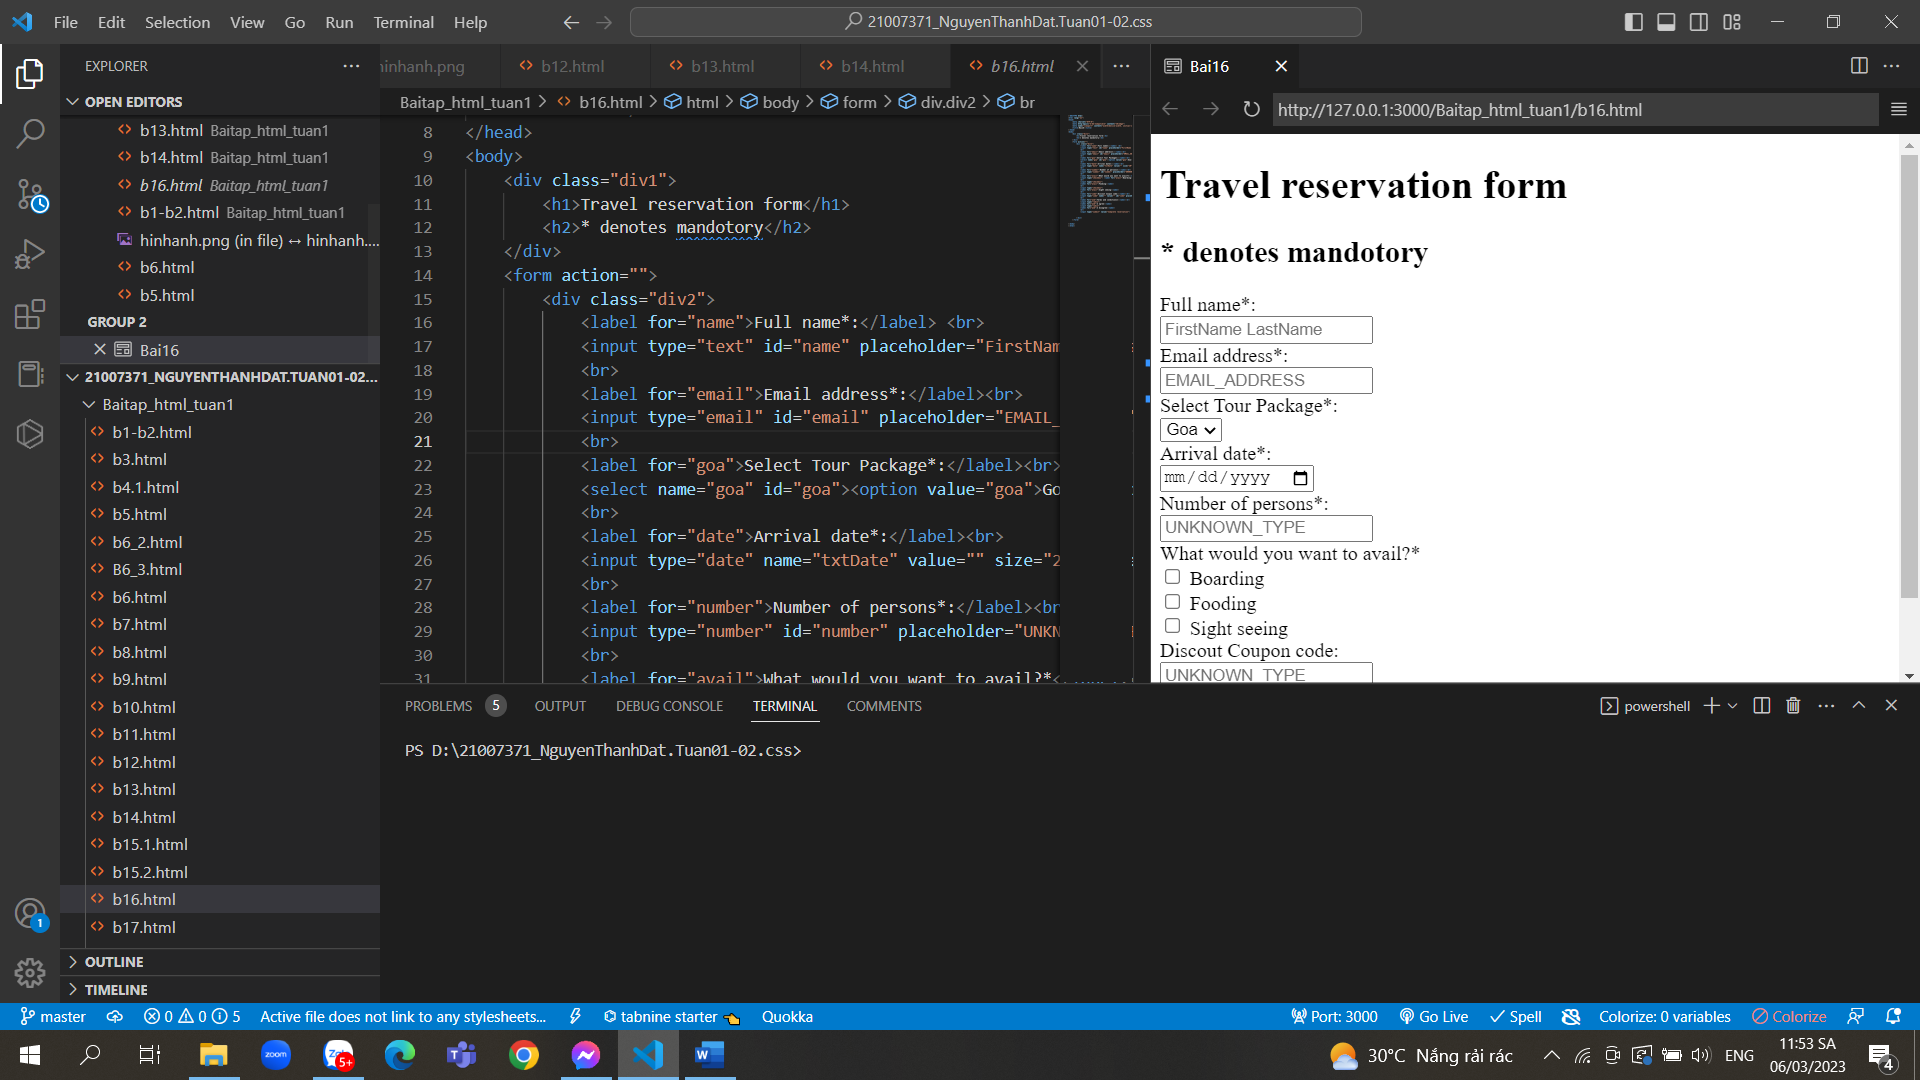 File Edit Selection View Go Run Terminal Help
21007371_NguyenThanhDat.Tuan01-02.css
EXPLORER
OPEN EDITORS
b13.html Baitap_html_tuan1
b14.html Baitap_html_tuan1
b16.html Baitap_html_tuan1
b1-b2.html Baitap_html_tuan1
hinhanh.png (in file) ↔ hinhanh....
b6.html
b5.html
GROUP 2
Bai16
21007371_NGUYENTHANHDAT.TUAN01-02...
Baitap_html_tuan1
b1-b2.html
b3.html
b4.1.html
b5.html
b6_2.html
B6_3.html
b6.html
b7.html
b8.html
b9.html
b10.html
b11.html
b12.html
b13.html
b14.html
b15.1.html
b15.2.html
b16.html
b17.html
OUTLINE
TIMELINE
hinhanh.png b12.html b13.html b14.html b16.html
Baitap_html_tuan1 > b16.html > html > body > form > div.div2 > br
8 </head>
9 <body>
10 <div class="div1">
11 <h1>Travel reservation form</h1>
12 <h2>* denotes mandotory</h2>
13 </div>
14 <form action="">
15 <div class="div2">
16 <label for="name">Full name*:</label> <br>
17 <input type="text" id="name" placeholder="FirstNam
18 <br>
19 <label for="email">Email address*:</label><br>
20 <input type="email" id="email" placeholder="EMAIL_
21 <br>
22 <label for="goa">Select Tour Package*:</label><br>
23 <select name="goa" id="goa"><option value="goa">Go
24 <br>
25 <label for="date">Arrival date*:</label><br>
26 <input type="date" name="txtDate" value="" size="2
27 <br>
28 <label for="number">Number of persons*:</label><br
29 <input type="number" id="number" placeholder="UNKN
30 <br>
31 <label for="avail">What would you want to avail?*<
Bai16
http://127.0.0.1:3000/Baitap_html_tuan1/b16.html
Travel reservation form
* denotes mandotory
Full name*:
FirstName LastName
Email address*:
EMAIL_ADDRESS
Select Tour Package*:
Goa
Arrival date*:
mm/dd/yyyy
Number of persons*:
UNKNOWN_TYPE
What would you want to avail?*
Boarding
Fooding
Sight seeing
Discout Coupon code:
UNKNOWN_TYPE
PROBLEMS 5 OUTPUT DEBUG CONSOLE TERMINAL COMMENTS
powershell
PS D:\21007371_NguyenThanhDat.Tuan01-02.css>
1
master 0 0 5 Active file does not link to any stylesheets... tabnine starter Quokka
Port: 3000 Go Live Spell Colorize: 0 variables Colorize
zoom 5+
30°C Nắng rải rác ENG
11:53 SA
06/03/2023
4